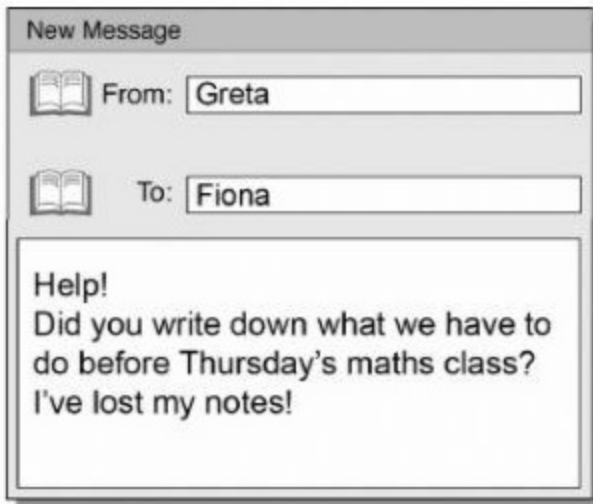 New Message
From: Greta
To: Fiona
Help!
Did you write down what we have to
do before Thursday's maths class?
I've lost my notes!